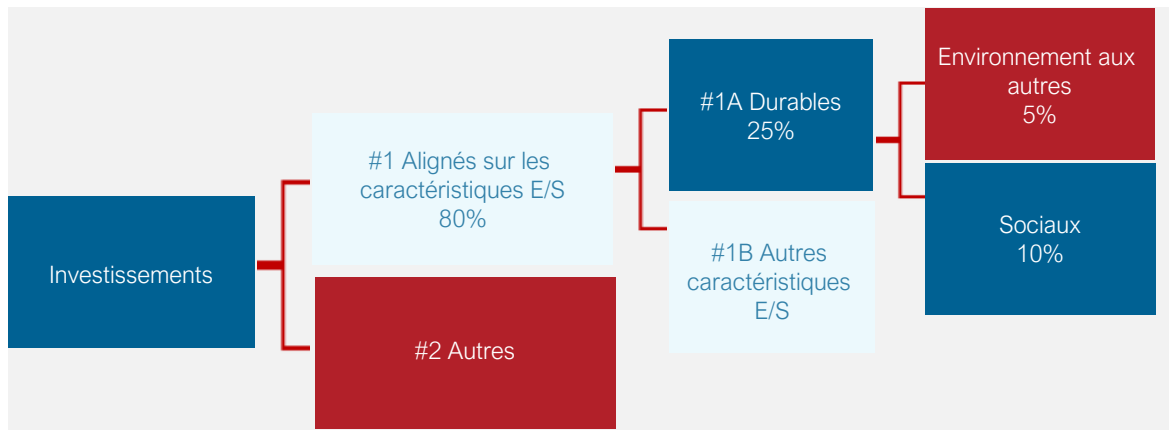 Investissements
#1 Alignés sur les
caractéristiques E/S
80%
#2 Autres
#1A Durables
25%
#1B Autres
caractéristiques
E/S
Environnement aux
autres
5%
Sociaux
10%